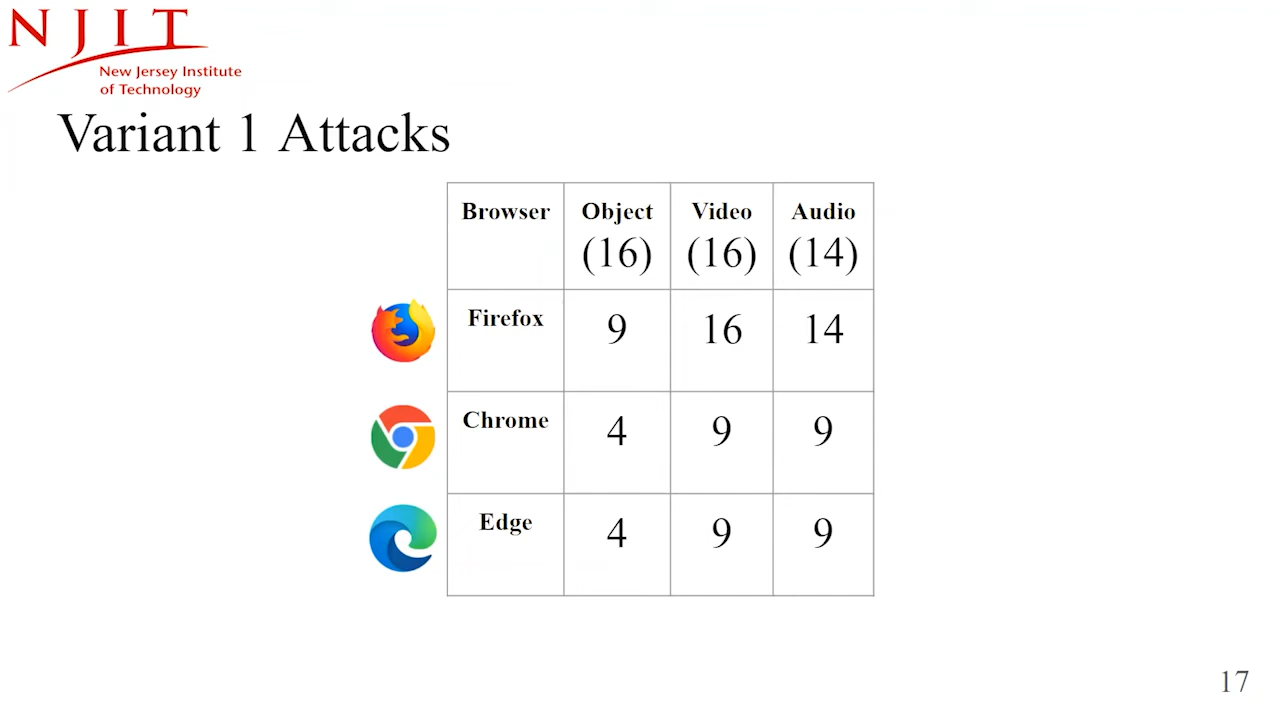 NJIT
New Jersey Institute
of Technology
Variant 1 Attacks
Browser Object Video Audio
(16) (16) (14)
Firefox 9 16 14
Chrome 4 9 9
Edge 4 9 9
17